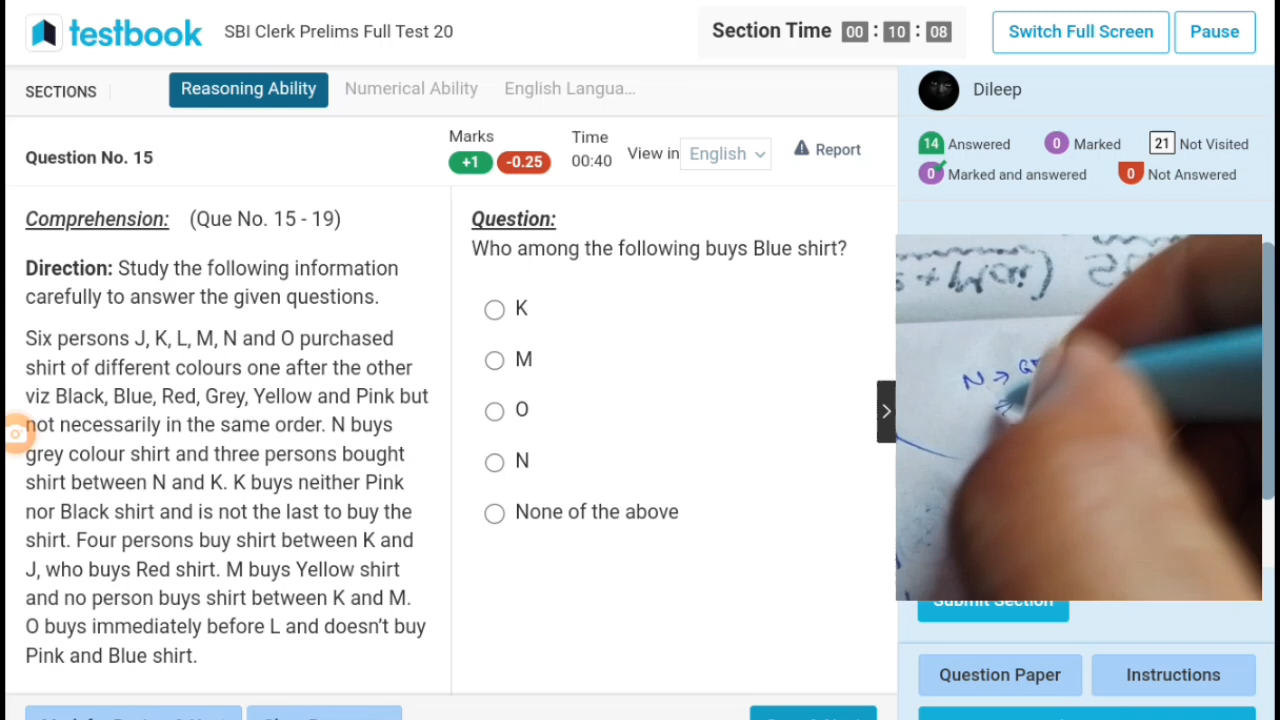 testbook
SBI Clerk Prelims Full Test 20
Section Time 00 : 10 : 08
Switch Full Screen
Pause
SECTIONS
Reasoning Ability
Numerical Ability
English Langua...
Dileep
Question No. 15
Marks
+1 -0.25
Time
00:40
View in English
Report
14 Answered
0 Marked
21 Not Visited
0 Marked and answered
0 Not Answered
Comprehension: (Que No. 15 - 19)
Direction: Study the following information
carefully to answer the given questions.
Six persons J, K, L, M, N and O purchased
shirt of different colours one after the other
viz Black, Blue, Red, Grey, Yellow and Pink but
not necessarily in the same order. N buys
grey colour shirt and three persons bought
shirt between N and K. K buys neither Pink
nor Black shirt and is not the last to buy the
shirt. Four persons buy shirt between K and
J, who buys Red shirt. M buys Yellow shirt
and no person buys shirt between K and M.
O buys immediately before L and doesn't buy
Pink and Blue shirt.
Question:
Who among the following buys Blue shirt?
K
M
O
N
None of the above
N →
Submit Section
Question Paper
Instructions